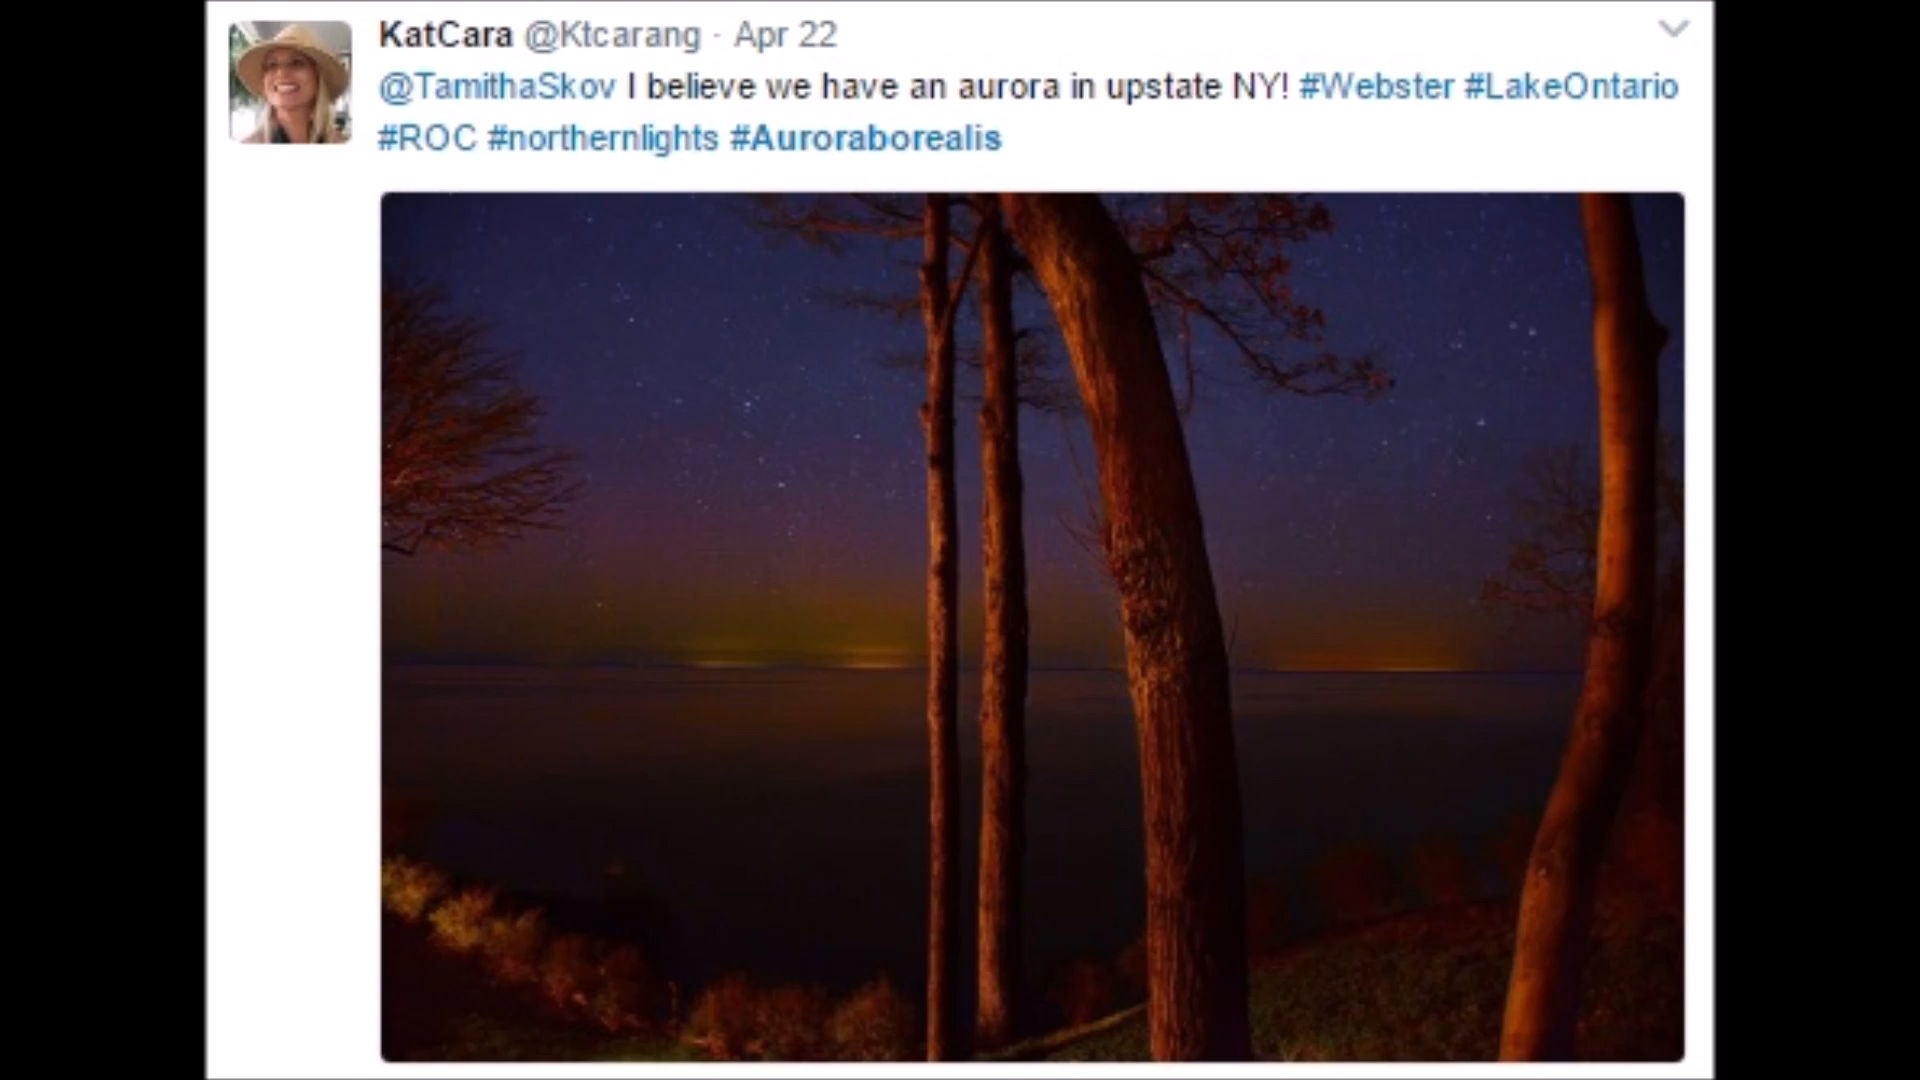 KatCara @Ktcarang · Apr 22
@TamithaSkov I believe we have an aurora in upstate NY! #Webster #LakeOntario
#ROC #northernlights #Auroraborealis